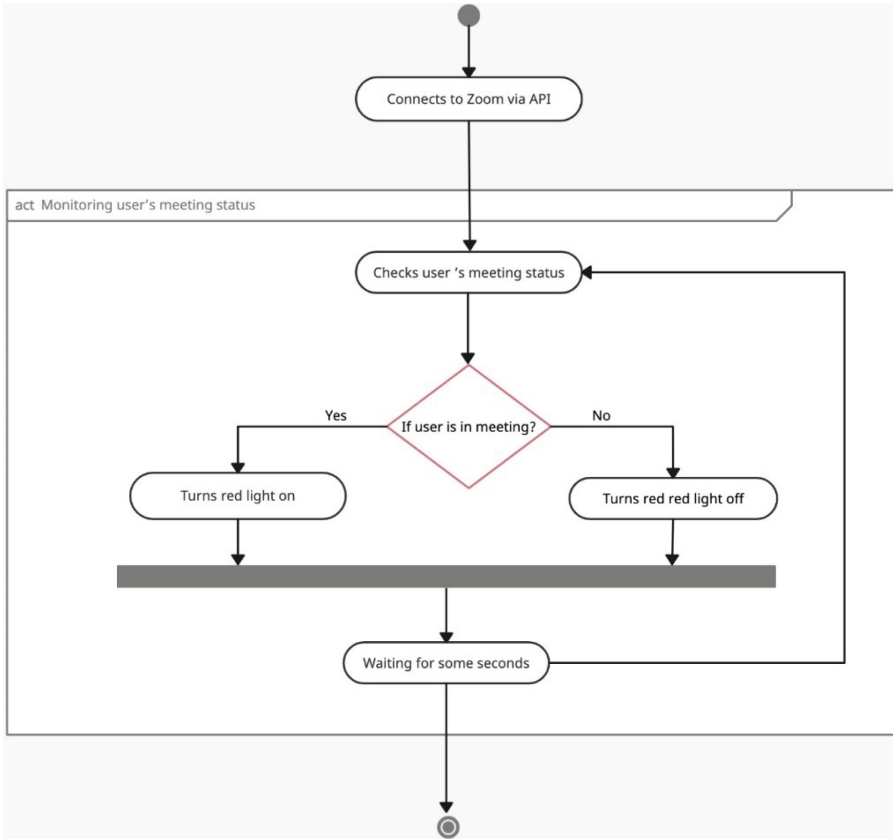 Connects to Zoom via API
act Monitoring user's meeting status
Checks user 's meeting status
If user is in meeting?
Yes
No
Turns red light on
Turns red red light off
Waiting for some seconds